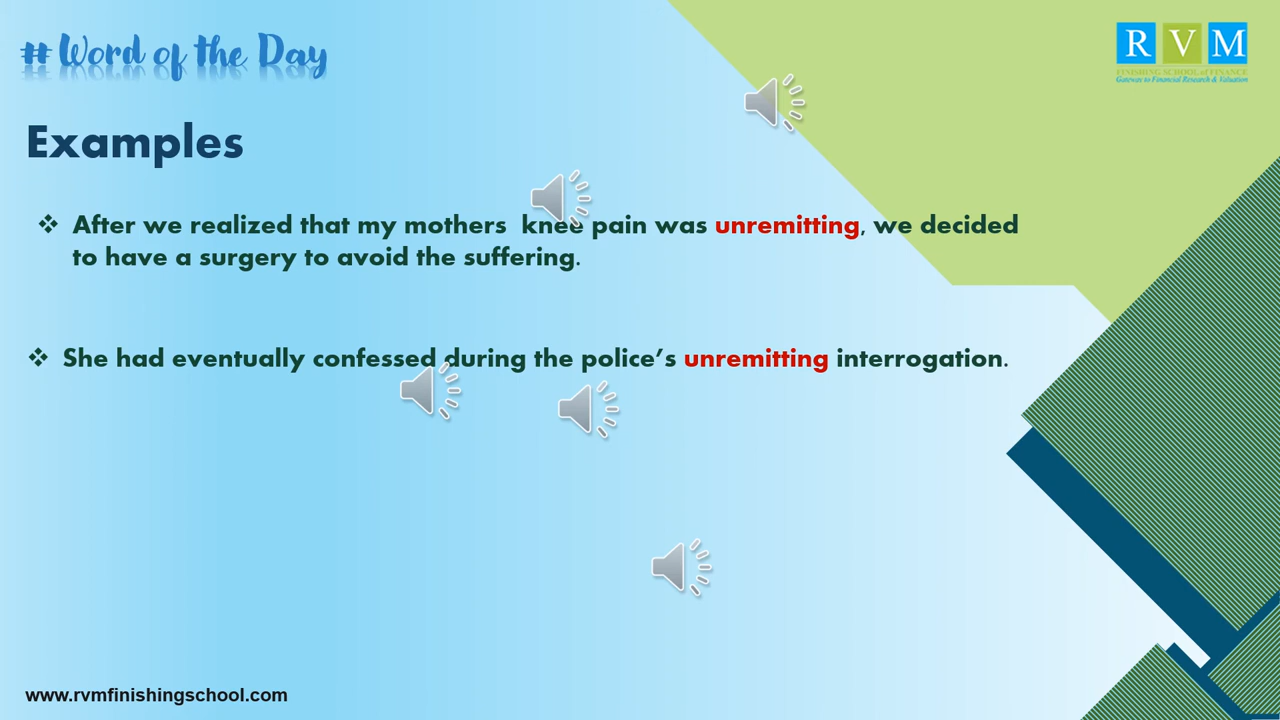 # Word of the Day
R V M
FINISHING SCHOOL of FINANCE
Gateway to Financial Research & Valuation
Examples
❖ After we realized that my mothers  knee pain was unremitting, we decided
to have a surgery to avoid the suffering.
❖ She had eventually confessed during the police’s unremitting interrogation.
www.rvmfinishingschool.com